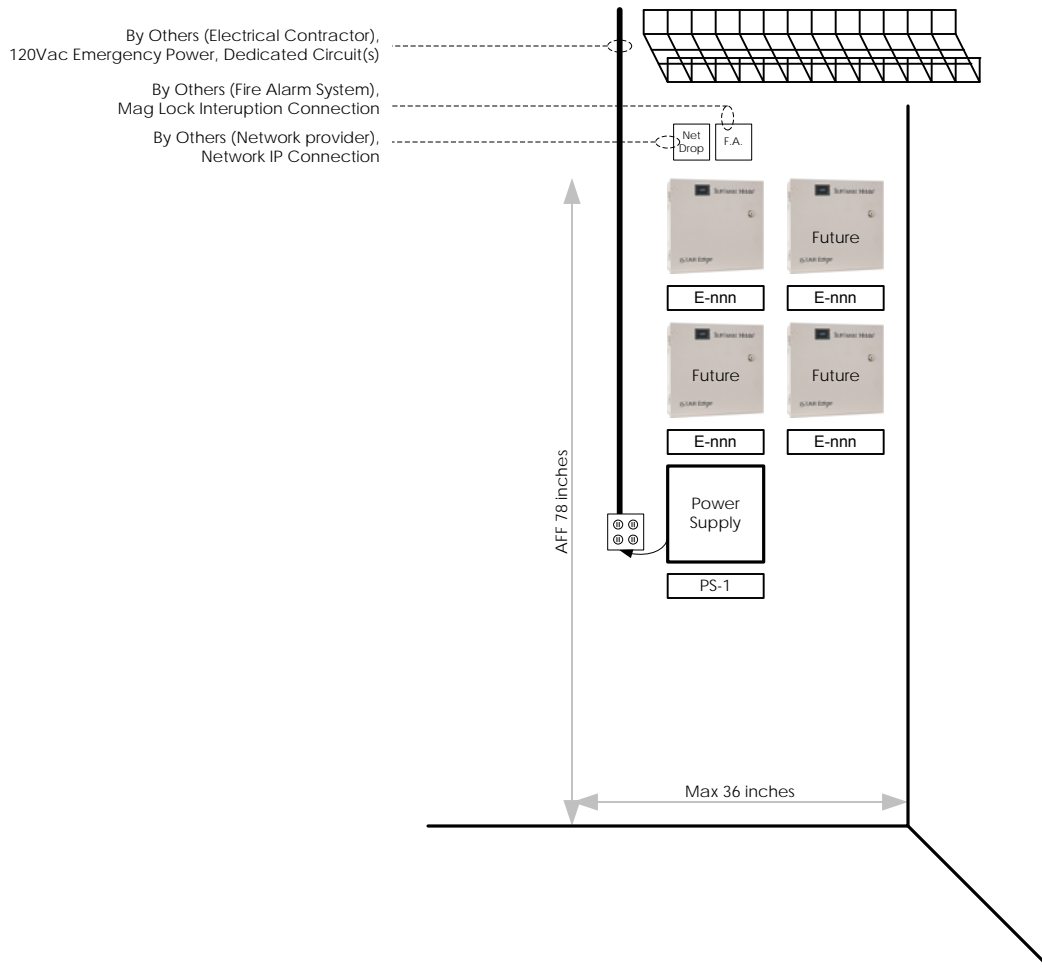 By Others (Electrical Contractor),
120Vac Emergency Power, Dedicated Circuit(s)
By Others (Fire Alarm System),
Mag Lock Interuption Connection
By Others (Network provider),
Network IP Connection
Net
Drop
F.A.
Future
E-nnn
E-nnn
Future
Future
E-nnn
E-nnn
Power
Supply
PS-1
AFF 78 inches
Max 36 inches